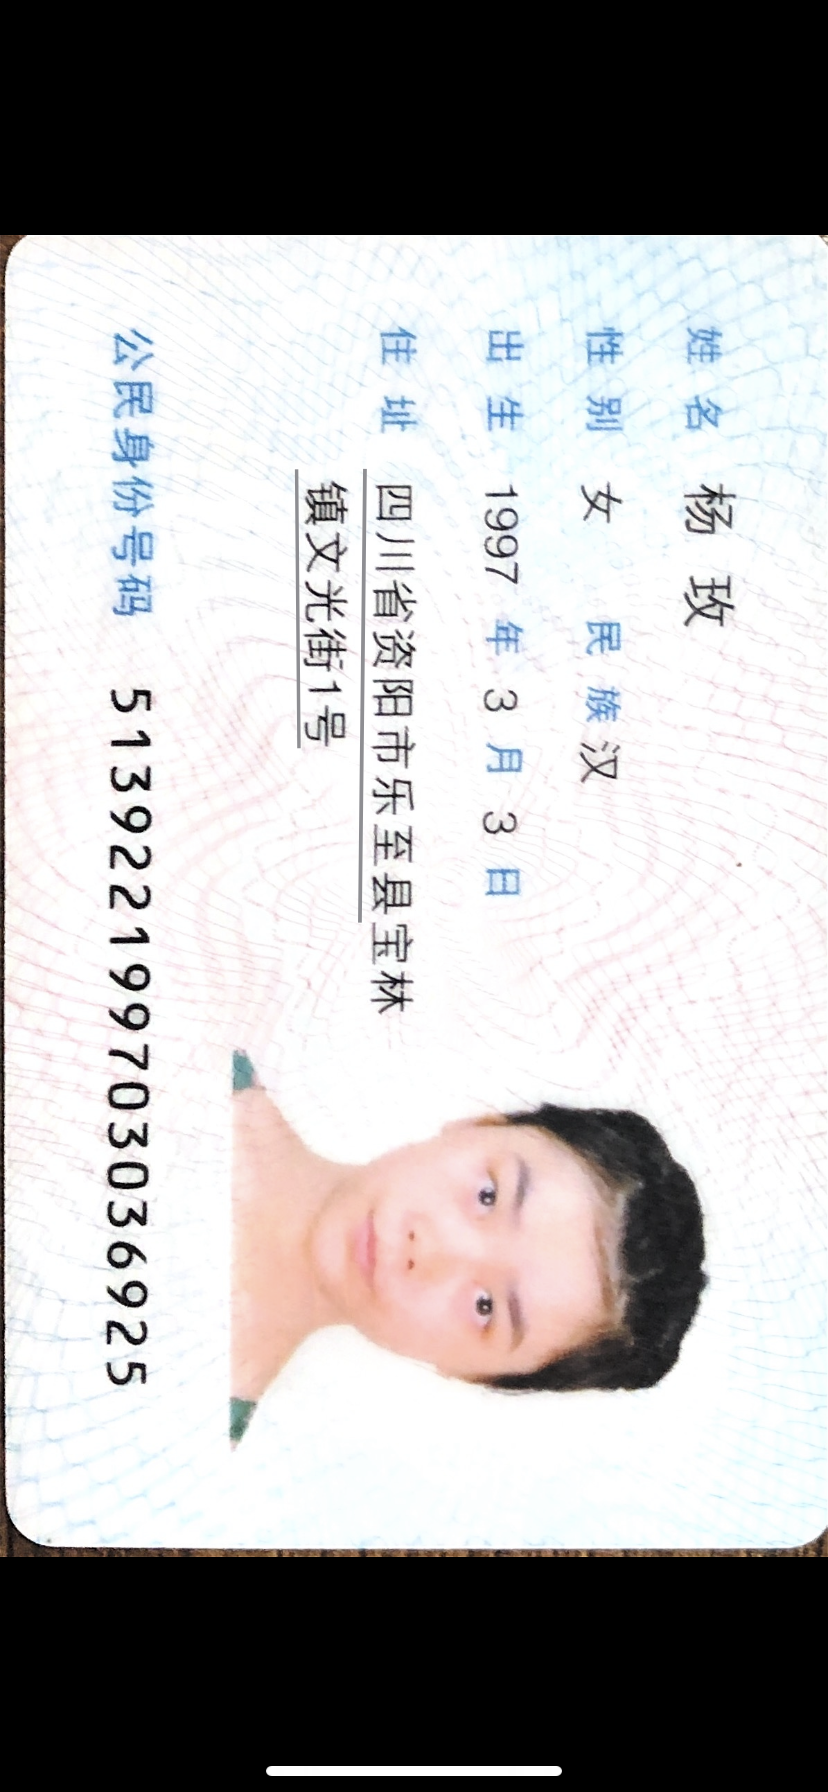 姓名 杨玫
性别 女 民族 汉
出生 1997 年 3 月 3 日
住址 四川省资阳市乐至县宝林
镇文光街1号
公民身份号码 513922199703036925